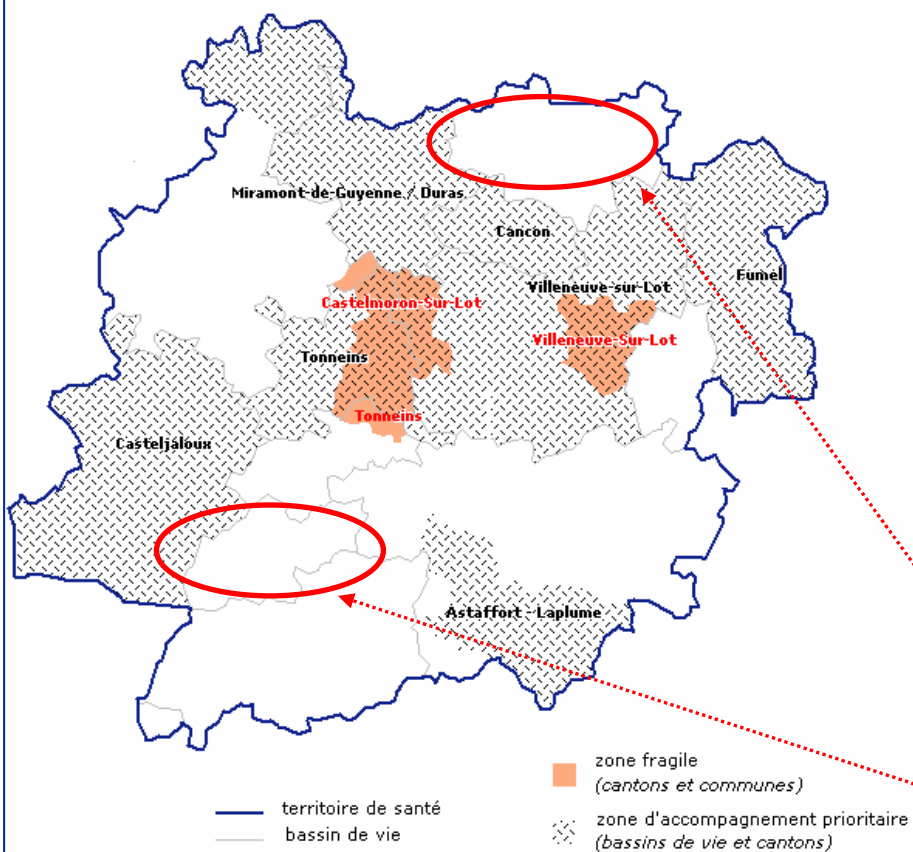 Miramont-de-Guyenne / Duras
Cancon
Fumel
Villeneuve-sur-Lot
Castelmoron-Sur-Lot
Villeneuve-Sur-Lot
Tonneins
Tonneins
Casteljaloux
Astaffort - Laplume
zone fragile
(cantons et communes)
territoire de santé
bassin de vie
zone d'accompagnement prioritaire
(bassins de vie et cantons)